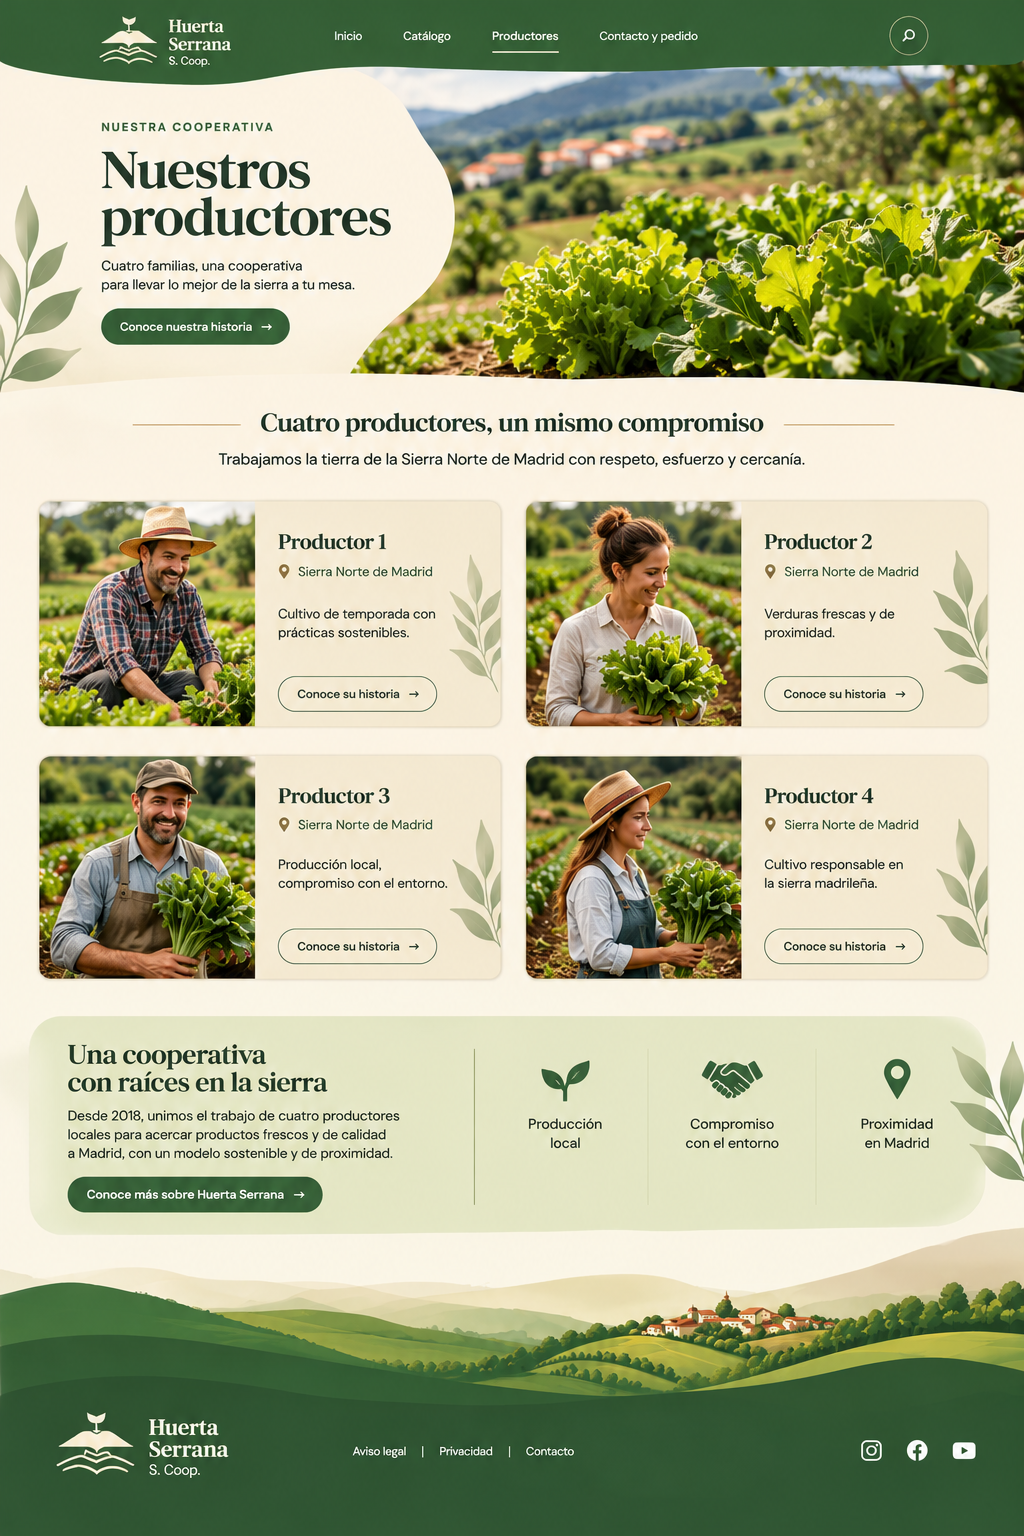 Huerta
Serrana
S. Coop.
Inicio
Catálogo
Productores
Contacto y pedido
NUESTRA COOPERATIVA
Nuestros
productores
Cuatro familias, una cooperativa
para llevar lo mejor de la sierra a tu mesa.
Conoce nuestra historia →
Cuatro productores, un mismo compromiso
Trabajamos la tierra de la Sierra Norte de Madrid con respeto, esfuerzo y cercanía.
Productor 1
Sierra Norte de Madrid
Cultivo de temporada con
prácticas sostenibles.
Conoce su historia →
Productor 2
Sierra Norte de Madrid
Verduras frescas y de
proximidad.
Conoce su historia →
Productor 3
Sierra Norte de Madrid
Producción local,
compromiso con el entorno.
Conoce su historia →
Productor 4
Sierra Norte de Madrid
Cultivo responsable en
la sierra madrileña.
Conoce su historia →
Una cooperativa
con raíces en la sierra
Desde 2018, unimos el trabajo de cuatro productores
locales para acercar productos frescos y de calidad
a Madrid, con un modelo sostenible y de proximidad.
Conoce más sobre Huerta Serrana →
Producción
local
Compromiso
con el entorno
Proximidad
en Madrid
Huerta
Serrana
S. Coop.
Aviso legal | Privacidad | Contacto